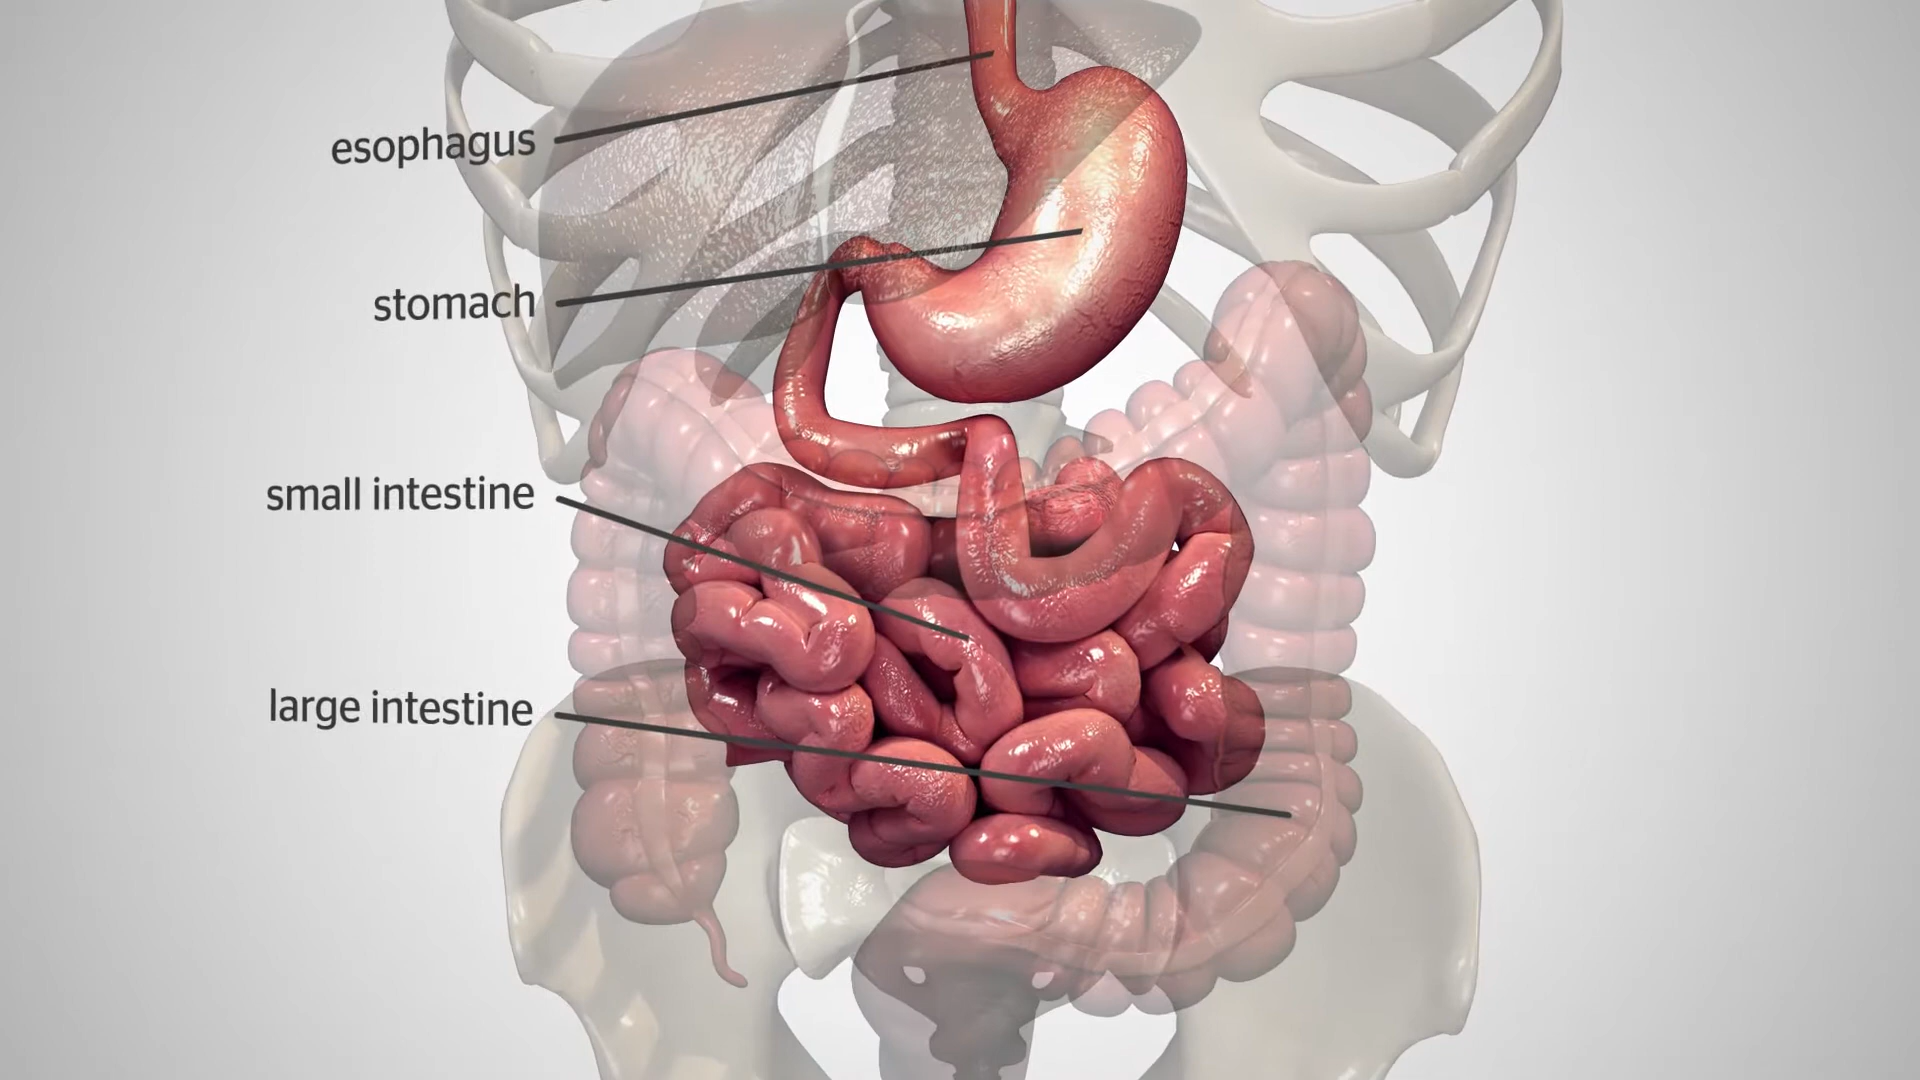 esophagus
stomach
small intestine
large intestine